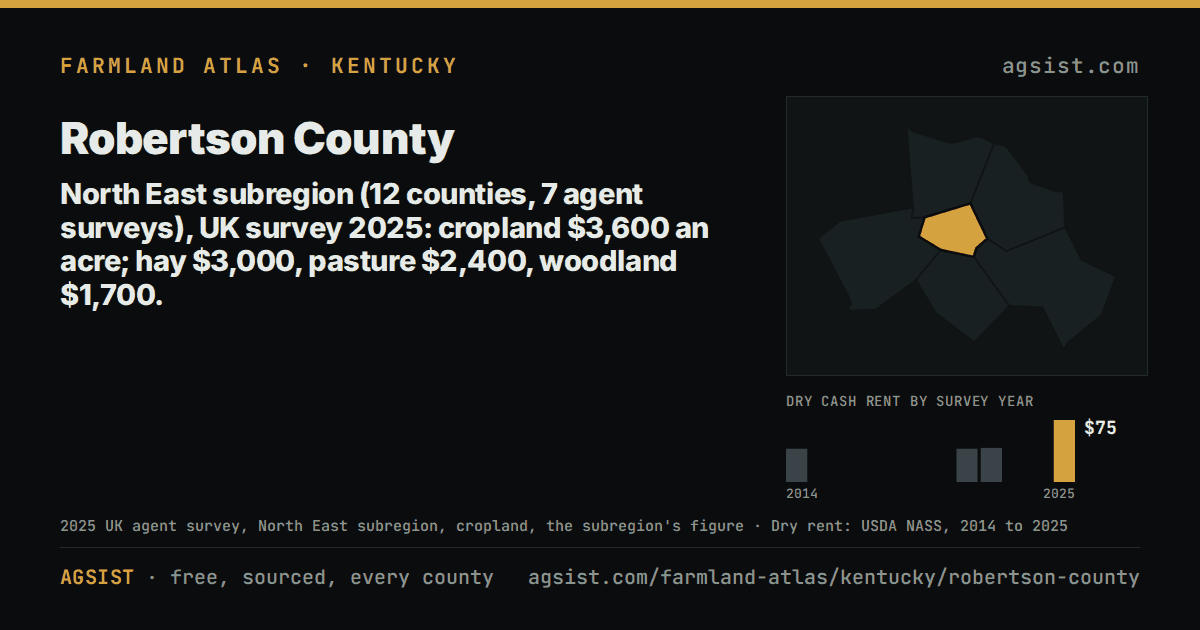 FARMLAND ATLAS · KENTUCKY
agsist.com
Robertson County
North East subregion (12 counties, 7 agent
surveys), UK survey 2025: cropland $3,600 an
acre; hay $3,000, pasture $2,400, woodland
$1,700.
DRY CASH RENT BY SURVEY YEAR
$75
2014
2025
2025 UK agent survey, North East subregion, cropland, the subregion's figure · Dry rent: USDA NASS, 2014 to 2025
AGSIST · free, sourced, every county
agsist.com/farmland-atlas/kentucky/robertson-county